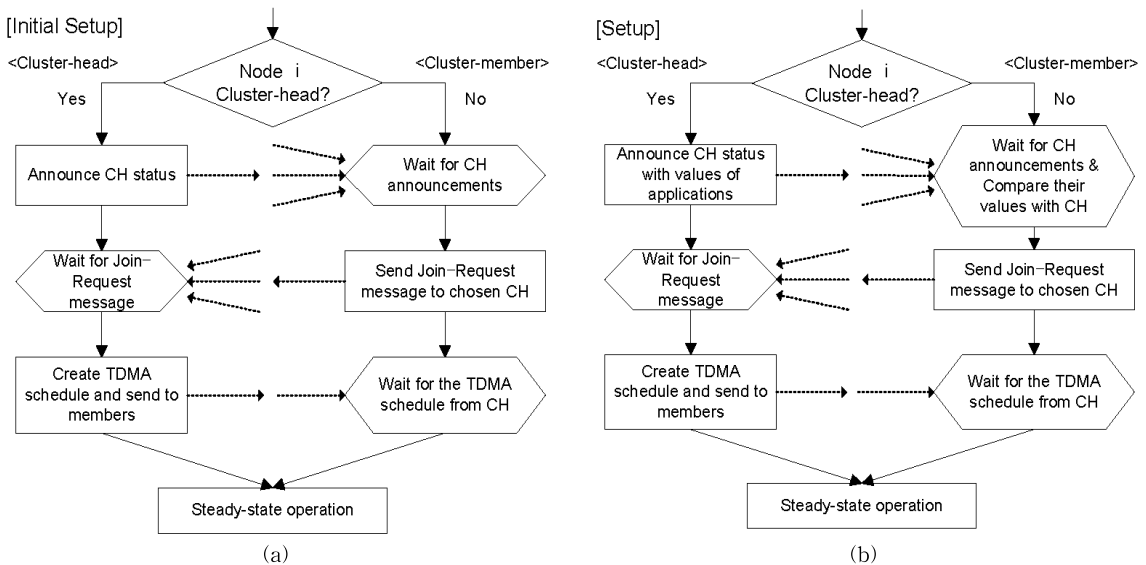 [Initial Setup]
<Cluster-head>
<Cluster-member>
Node i
Cluster-head?
Yes
No
Announce CH status
Wait for CH
announcements
Wait for Join-
Request
message
Send Join-Request
message to chosen CH
Create TDMA
schedule and send to
members
Wait for the TDMA
schedule from CH
Steady-state operation
(a)
[Setup]
<Cluster-head>
<Cluster-member>
Node i
Cluster-head?
Yes
No
Announce CH status
with values of
applications
Wait for CH
announcements &
Compare their
values with CH
Wait for Join-
Request
message
Send Join-Request
message to chosen CH
Create TDMA
schedule and send to
members
Wait for the TDMA
schedule from CH
Steady-state operation
(b)